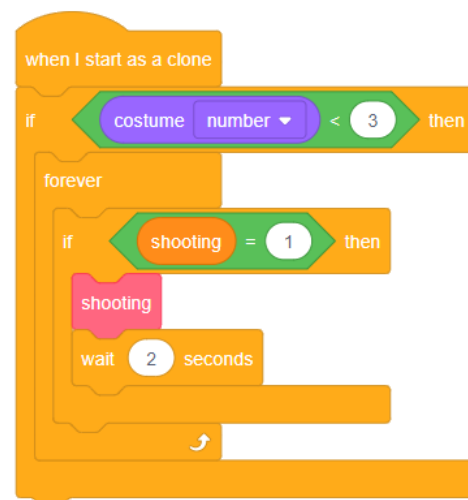 when I start as a clone
if costume number < 3 then
forever
if shooting = 1 then
shooting
wait 2 seconds